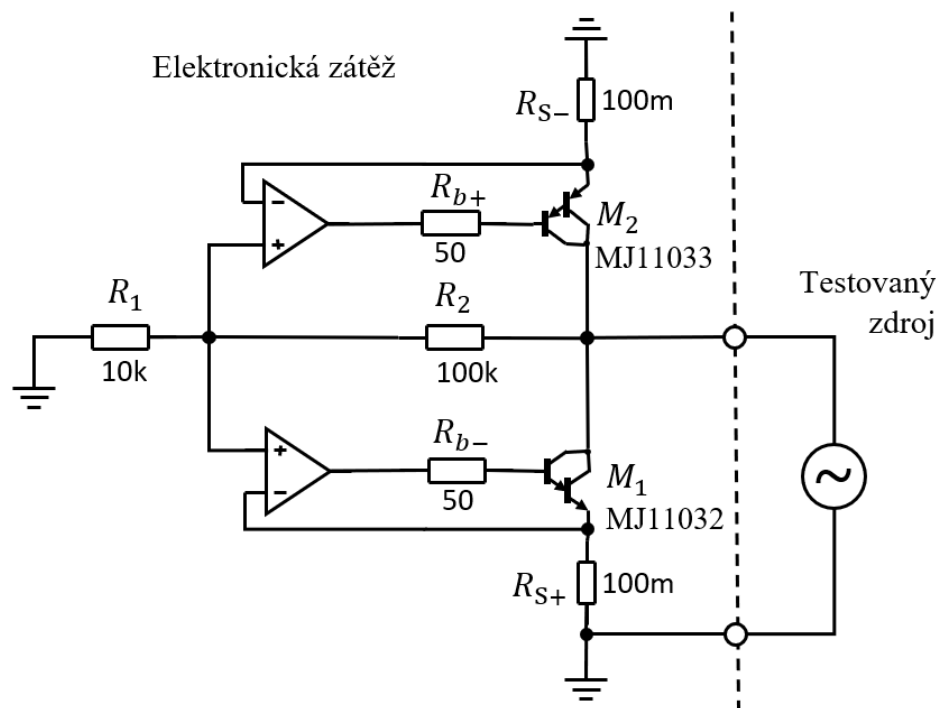 Elektronická zátěž
R_S− 100m
R_b+
50
M_2
MJ11033
R_1
10k
R_2
100k
Testovaný
zdroj
R_b−
50
M_1
MJ11032
R_S+ 100m